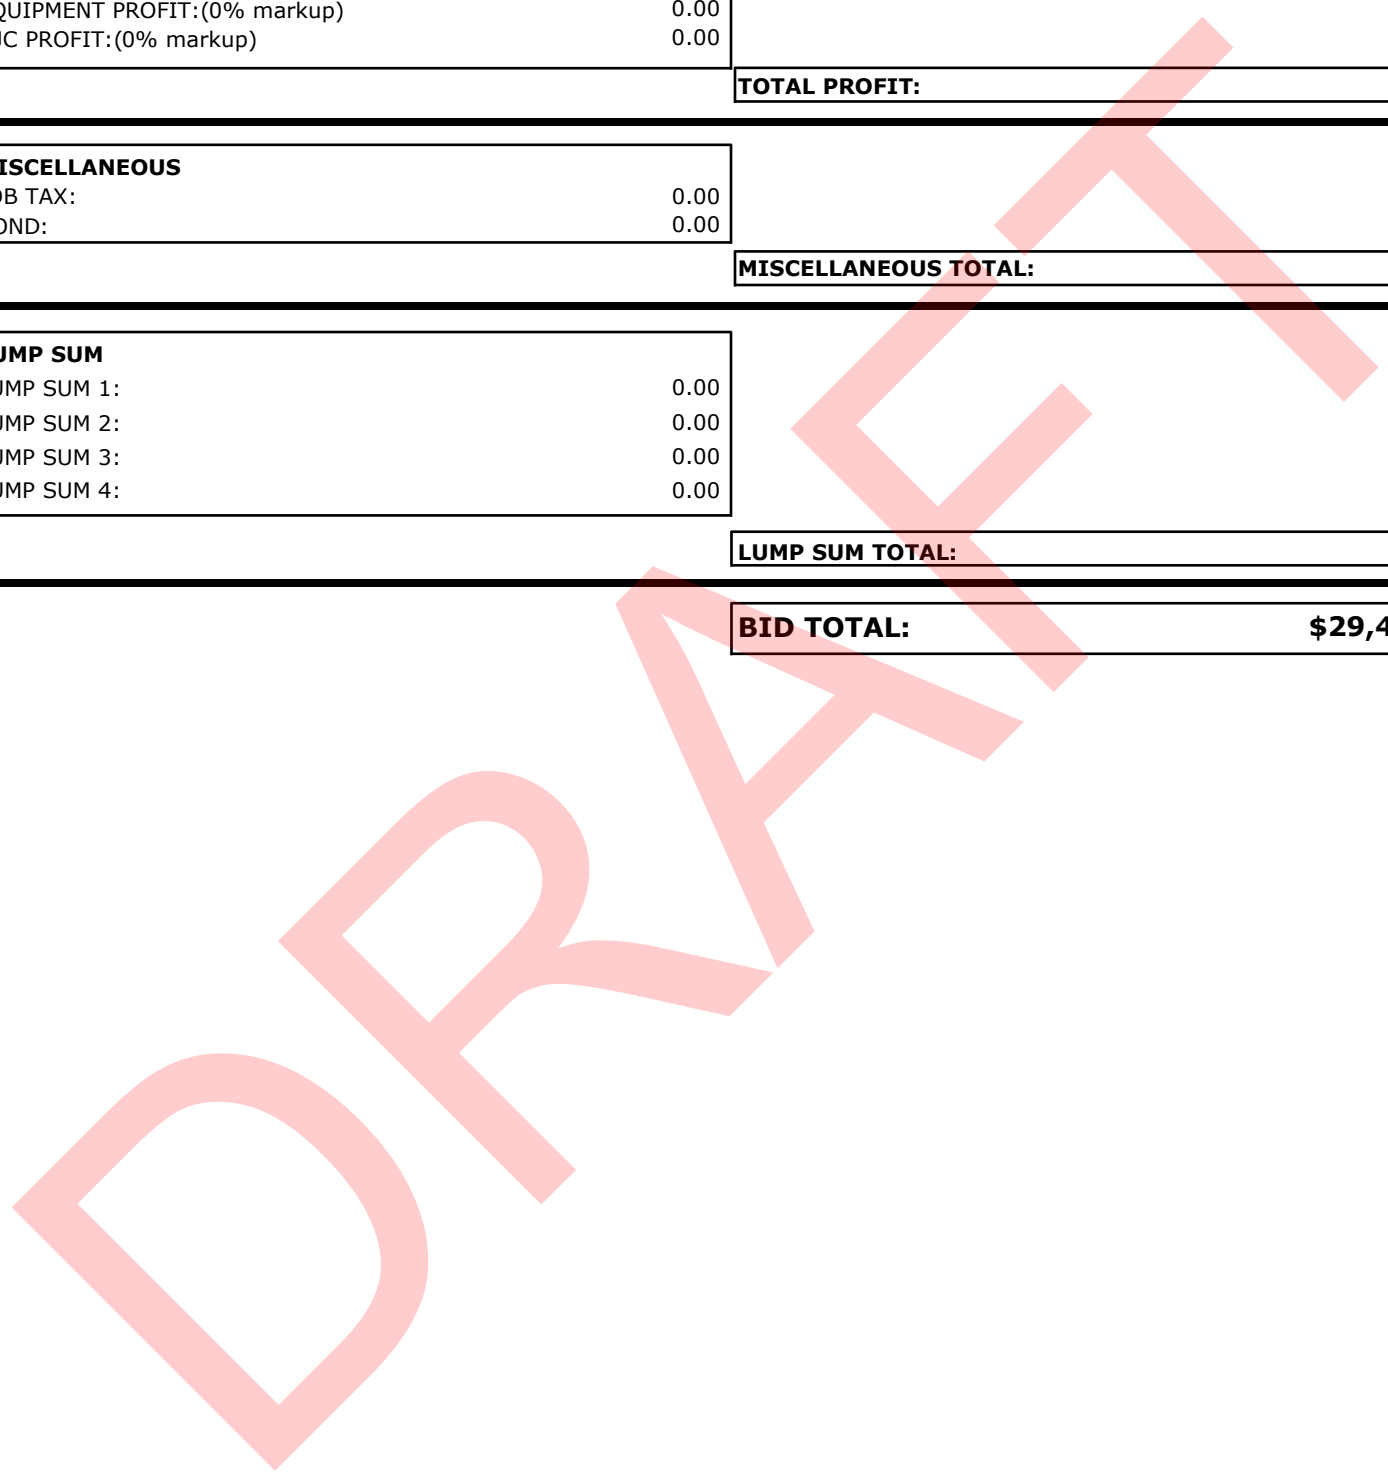 QUIPMENT PROFIT:(0% markup) 0.00
JC PROFIT:(0% markup) 0.00
TOTAL PROFIT:
ISCELLANEOUS
OB TAX: 0.00
OND: 0.00
MISCELLANEOUS TOTAL:
UMP SUM
UMP SUM 1: 0.00
UMP SUM 2: 0.00
UMP SUM 3: 0.00
UMP SUM 4: 0.00
LUMP SUM TOTAL:
BID TOTAL: $29,4
DRAFT